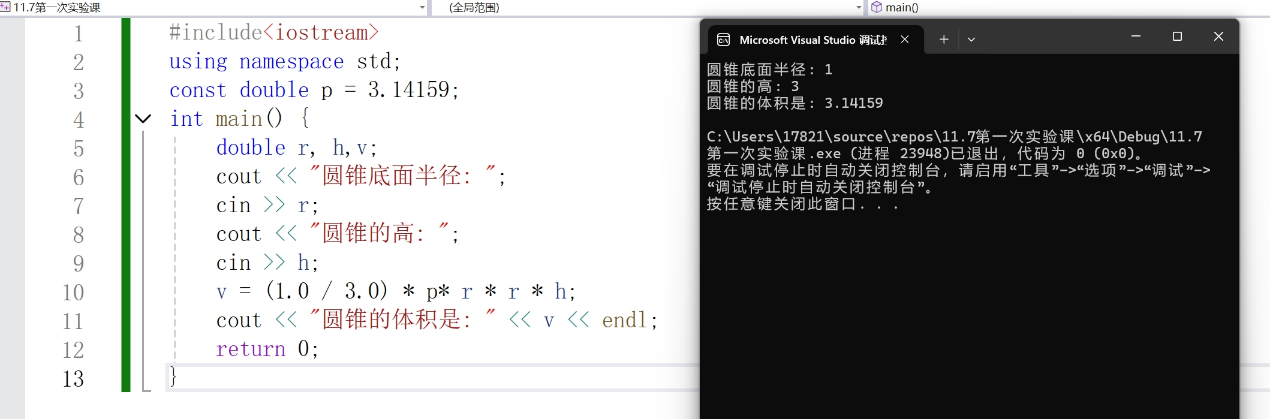 11.7第一次实验课 (全局范围) main()
1 #include<iostream>
2 using namespace std;
3 const double p = 3.14159;
4 int main() {
5 double r, h,v;
6 cout << "圆锥底面半径: ";
7 cin >> r;
8 cout << "圆锥的高: ";
9 cin >> h;
10 v = (1.0 / 3.0) * p* r * r * h;
11 cout << "圆锥的体积是: " << v << endl;
12 return 0;
13 }
Microsoft Visual Studio 调试控
圆锥底面半径: 1
圆锥的高: 3
圆锥的体积是: 3.14159
C:\Users\17821\source\repos\11.7第一次实验课\x64\Debug\11.7
第一次实验课.exe (进程 23948)已退出，代码为 0 (0x0)。
要在调试停止时自动关闭控制台，请启用“工具”->“选项”->“调试”->
“调试停止时自动关闭控制台”。
按任意键关闭此窗口. . .